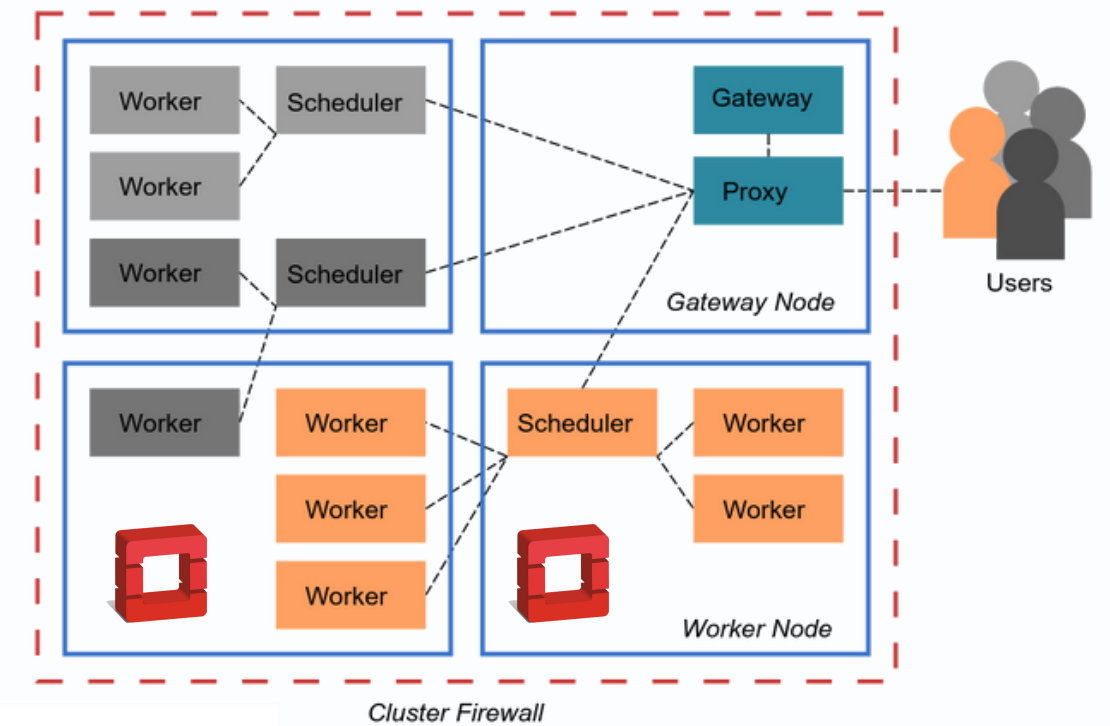 Worker
Scheduler
Worker
Worker
Scheduler
Gateway
Proxy
Gateway Node
Users
Worker
Worker
Worker
Worker
Scheduler
Worker
Worker
Worker Node
Cluster Firewall